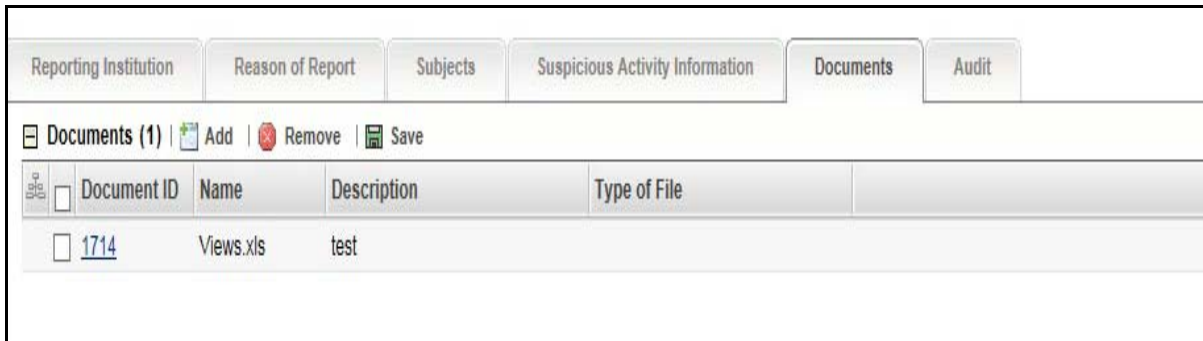 Reporting Institution Reason of Report Subjects Suspicious Activity Information Documents Audit
Documents (1) | Add | Remove | Save
Document ID Name Description Type of File
1714 Views.xls test